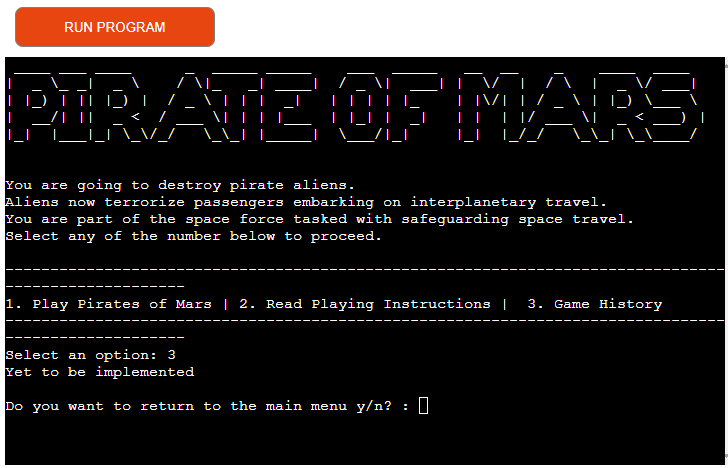 RUN PROGRAM
PIRATE OF MARS
You are going to destroy pirate aliens.
Aliens now terrorize passengers embarking on interplanetary travel.
You are part of the space force tasked with safeguarding space travel.
Select any of the number below to proceed.
--------------------------------------------------------------------------------
--------------------
1. Play Pirates of Mars | 2. Read Playing Instructions |  3. Game History
--------------------------------------------------------------------------------
--------------------
Select an option: 3
Yet to be implemented
Do you want to return to the main menu y/n? :